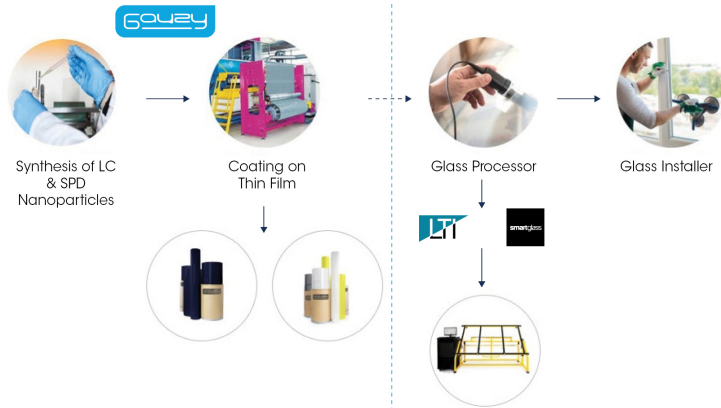 Gauzy
Synthesis of LC
& SPD
Nanoparticles
Coating on
Thin Film
Glass Processor
Glass Installer
LTI
smartglass